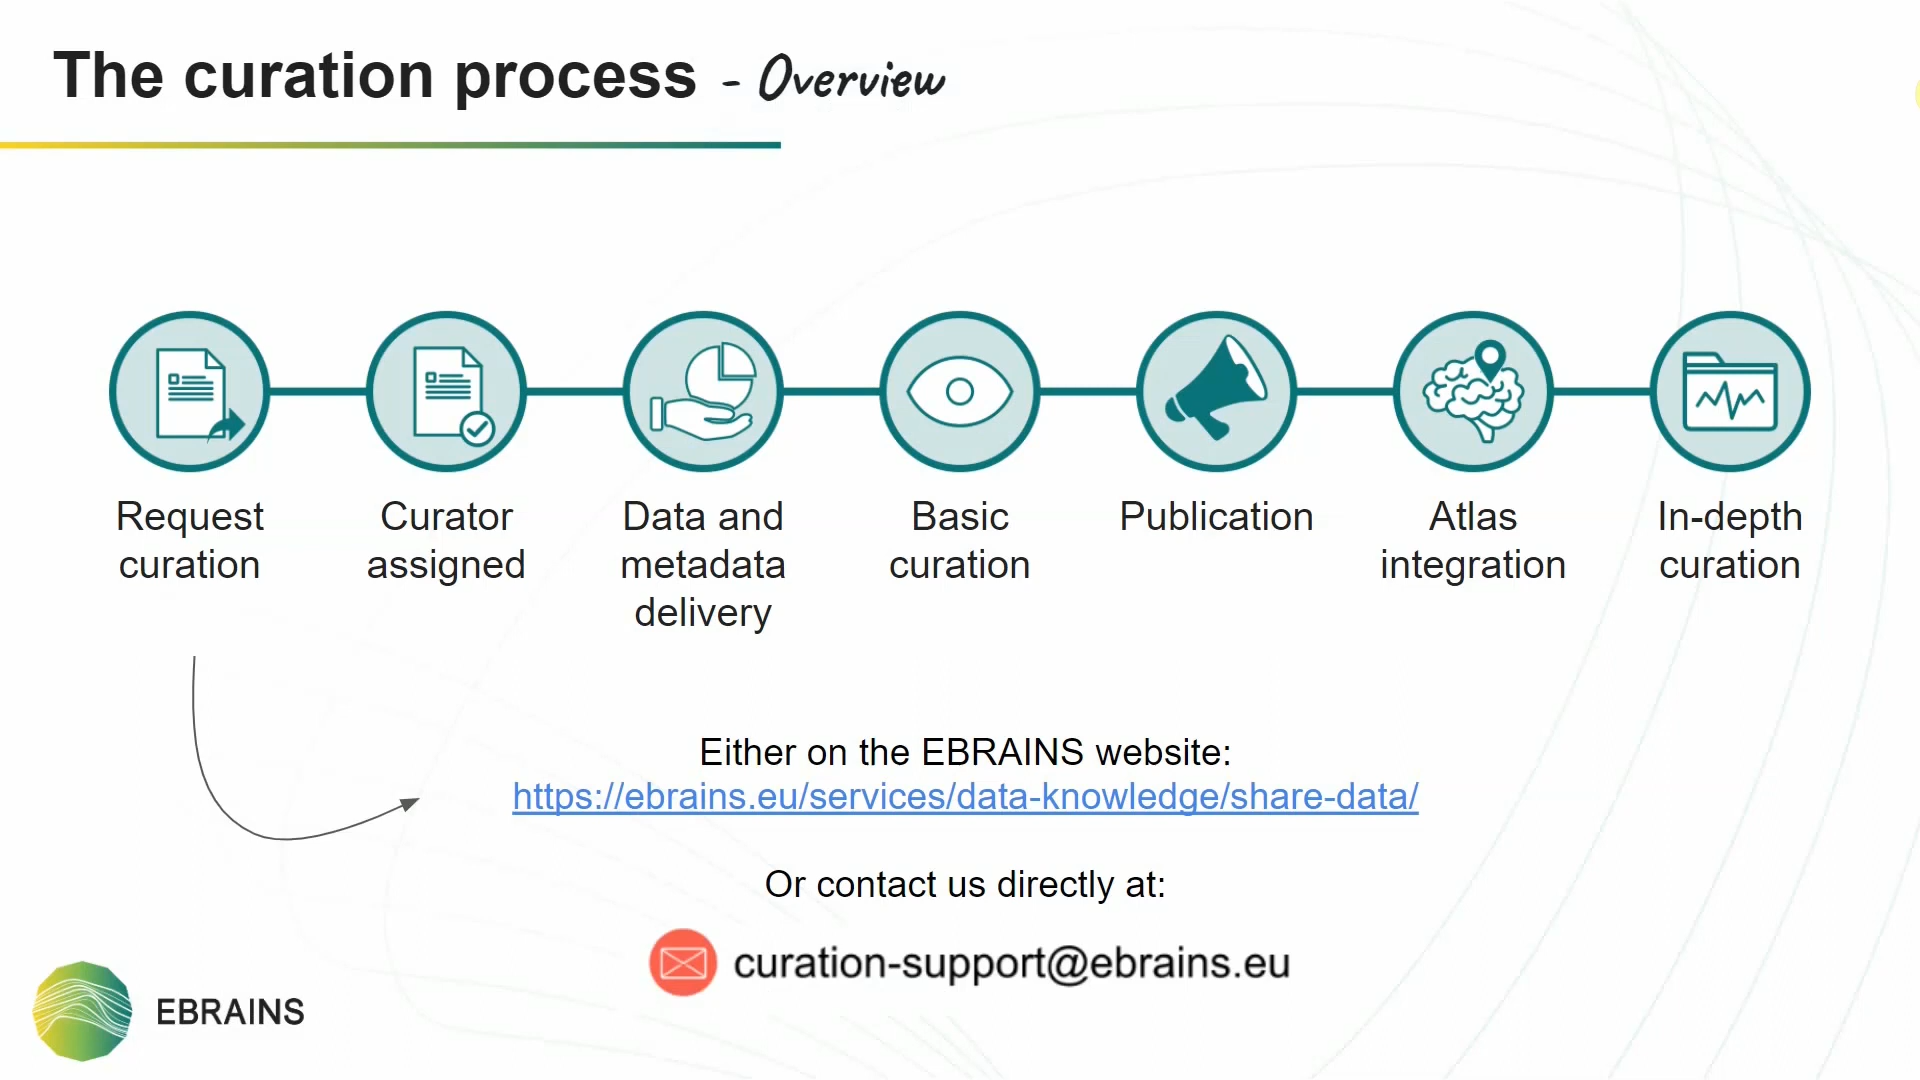 The curation process - Overview
Request
curation
Curator
assigned
Data and
metadata
delivery
Basic
curation
Publication
Atlas
integration
In-depth
curation
Either on the EBRAINS website:
https://ebrains.eu/services/data-knowledge/share-data/
Or contact us directly at:
curation-support@ebrains.eu
EBRAINS